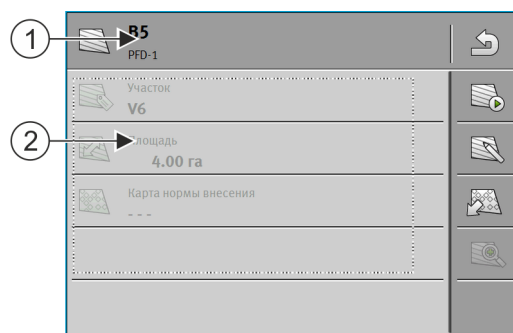 1
B5
PFD-1
Участок
V6
2
Площадь
4.00 га
Карта нормы внесения
- - -